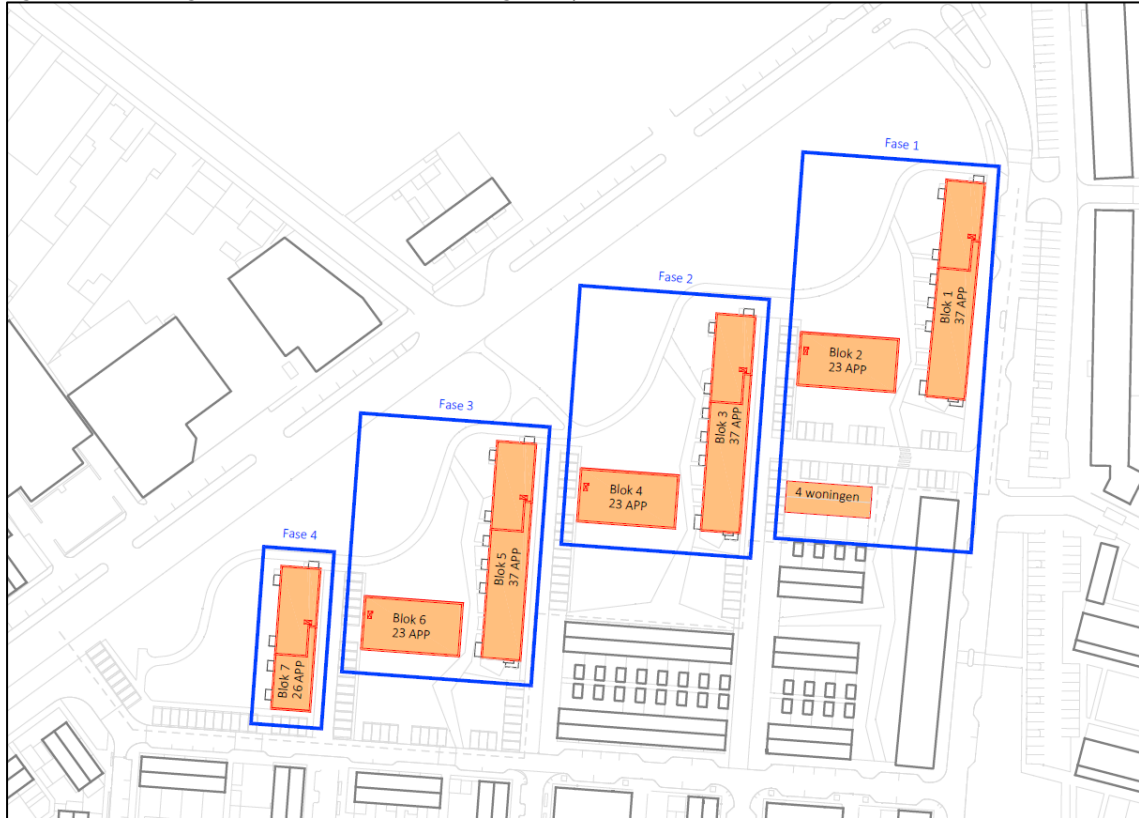 Fase 1
Blok 1
37 APP
Blok 2
23 APP
4 woningen
Fase 2
Blok 3
37 APP
Blok 4
23 APP
Fase 3
Blok 5
37 APP
Blok 6
23 APP
Fase 4
Blok 7
26 APP